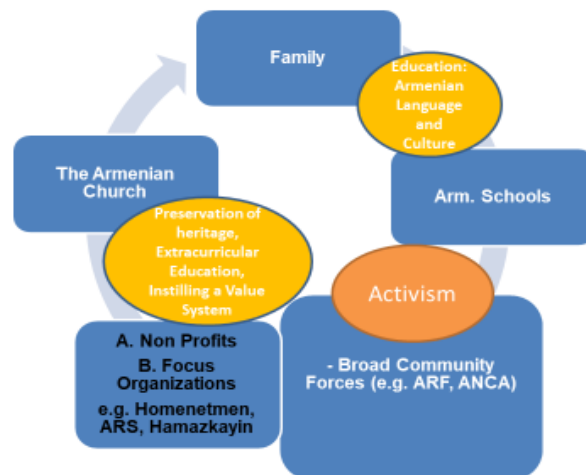 Family
Education:
Armenian
Language
and
Culture
The Armenian
Church
Arm. Schools
Preservation of
heritage,
Extracurricular
Education,
Instilling a Value
System
Activism
A. Non Profits
B. Focus
Organizations
e.g. Homenetmen,
ARS, Hamazkayin
- Broad Community
Forces (e.g. ARF, ANCA)